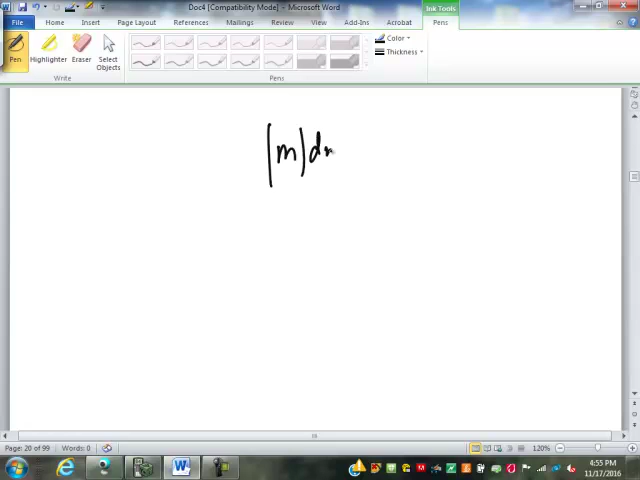 Doc4 [Compatibility Mode] - Microsoft Word
Ink Tools
File Home Insert Page Layout References Mailings Review View Add-Ins Acrobat Pens
Pen Highlighter Eraser Select Objects
Color
Thickness
Write Pens
|m|dx
Page: 20 of 99 Words: 0 120%
4:55 PM
11/17/2016